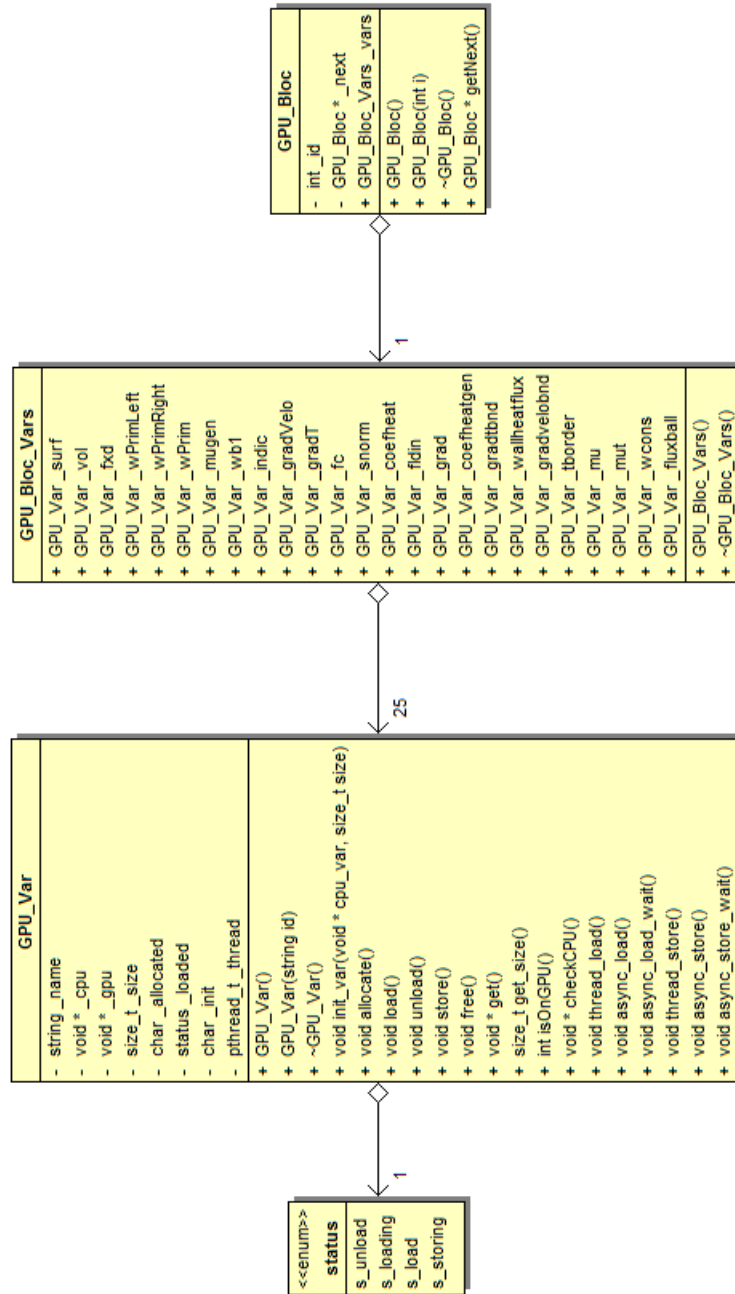 GPU_Bloc
- int _id
- GPU_Bloc * _next
+ GPU_Bloc_Vars _vars
+ GPU_Bloc()
+ GPU_Bloc(int i)
+ ~GPU_Bloc()
+ GPU_Bloc * getNext()
1
GPU_Bloc_Vars
+ GPU_Var _surf
+ GPU_Var _vol
+ GPU_Var _fxd
+ GPU_Var _wPrimLeft
+ GPU_Var _wPrimRight
+ GPU_Var _wPrim
+ GPU_Var _mugen
+ GPU_Var _wb1
+ GPU_Var _indic
+ GPU_Var _gradVelo
+ GPU_Var _gradT
+ GPU_Var _fc
+ GPU_Var _snorm
+ GPU_Var _coefheat
+ GPU_Var _fldin
+ GPU_Var _grad
+ GPU_Var _coefheatgen
+ GPU_Var _gradtbnd
+ GPU_Var _wallheatflux
+ GPU_Var _gradvelobnd
+ GPU_Var _tborder
+ GPU_Var _mu
+ GPU_Var _mut
+ GPU_Var _wcons
+ GPU_Var _fluxball
+ GPU_Bloc_Vars()
+ ~GPU_Bloc_Vars()
25
GPU_Var
- string _name
- void * _cpu
- void * _gpu
- size_t _size
- char _allocated
- status _loaded
- char _init
- pthread_t _thread
+ GPU_Var()
+ GPU_Var(string id)
+ ~GPU_Var()
+ void init_var(void * cpu_var, size_t size)
+ void allocate()
+ void load()
+ void unload()
+ void store()
+ void free()
+ void * get()
+ size_t get_size()
+ int isOnGPU()
+ void * checkCPU()
+ void thread_load()
+ void async_load()
+ void async_load_wait()
+ void thread_store()
+ void async_store()
+ void async_store_wait()
1
<<enum>>
status
s_unload
s_loading
s_load
s_storing